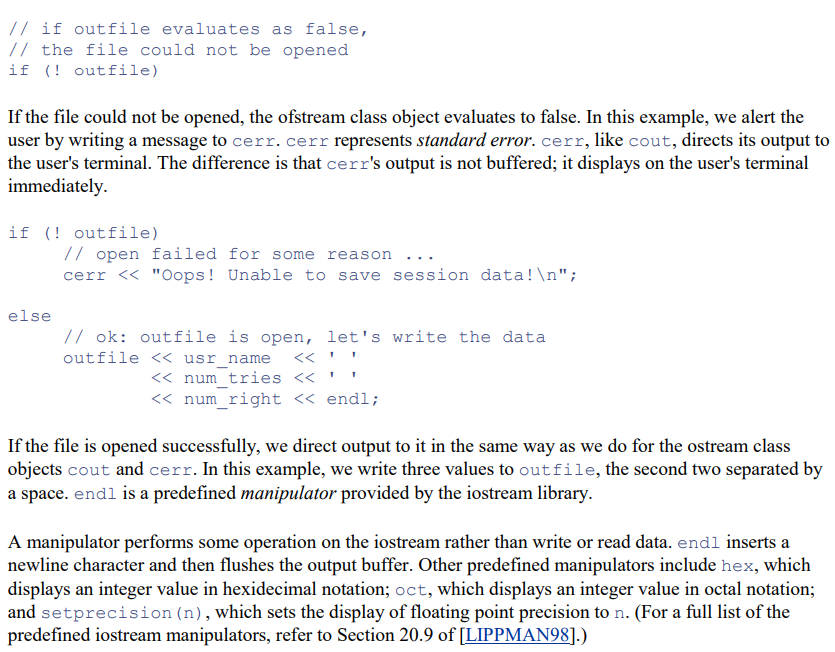 // if outfile evaluates as false,
// the file could not be opened
if (! outfile)
If the file could not be opened, the ofstream class object evaluates to false. In this example, we alert the
user by writing a message to cerr. cerr represents standard error. cerr, like cout, directs its output to
the user's terminal. The difference is that cerr's output is not buffered; it displays on the user's terminal
immediately.
if (! outfile)
// open failed for some reason ...
cerr << "Oops! Unable to save session data!\n";
else
// ok: outfile is open, let's write the data
outfile << usr_name << ' '
<< num_tries << ' '
<< num_right << endl;
If the file is opened successfully, we direct output to it in the same way as we do for the ostream class
objects cout and cerr. In this example, we write three values to outfile, the second two separated by
a space. endl is a predefined manipulator provided by the iostream library.
A manipulator performs some operation on the iostream rather than write or read data. endl inserts a
newline character and then flushes the output buffer. Other predefined manipulators include hex, which
displays an integer value in hexidecimal notation; oct, which displays an integer value in octal notation;
and setprecision(n), which sets the display of floating point precision to n. (For a full list of the
predefined iostream manipulators, refer to Section 20.9 of [LIPPMAN98].)